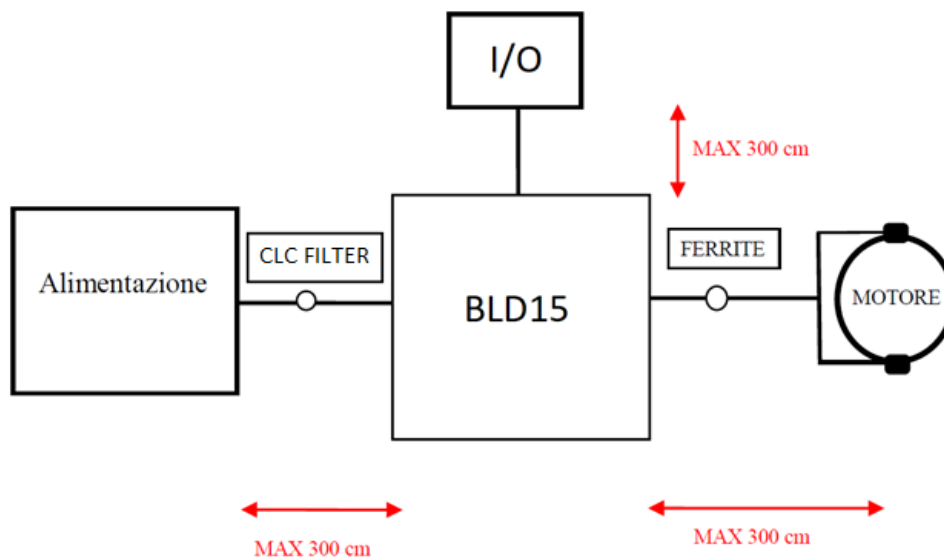 I/O
MAX 300 cm
Alimentazione
CLC FILTER
BLD15
FERRITE
MOTORE
MAX 300 cm
MAX 300 cm